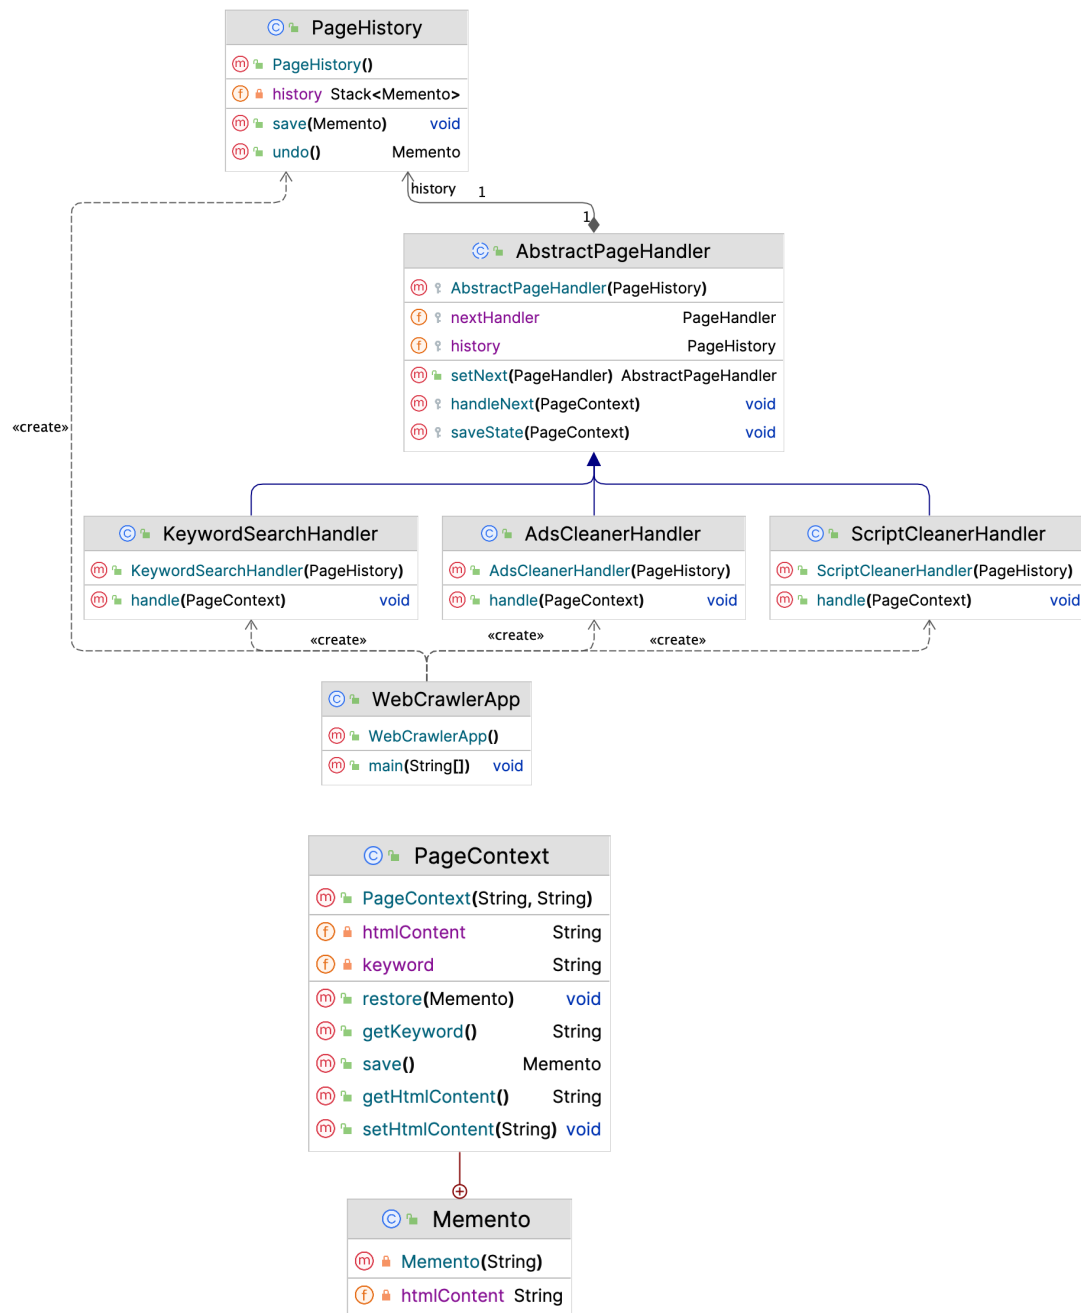 PageHistory
PageHistory()
history Stack<Memento>
save(Memento) void
undo() Memento
history 1
1
AbstractPageHandler
AbstractPageHandler(PageHistory)
nextHandler PageHandler
history PageHistory
setNext(PageHandler) AbstractPageHandler
handleNext(PageContext) void
saveState(PageContext) void
«create»
KeywordSearchHandler
KeywordSearchHandler(PageHistory)
handle(PageContext) void
AdsCleanerHandler
AdsCleanerHandler(PageHistory)
handle(PageContext) void
ScriptCleanerHandler
ScriptCleanerHandler(PageHistory)
handle(PageContext) void
«create» «create» «create»
WebCrawlerApp
WebCrawlerApp()
main(String[]) void
PageContext
PageContext(String, String)
htmlContent String
keyword String
restore(Memento) void
getKeyword() String
save() Memento
getHtmlContent() String
setHtmlContent(String) void
Memento
Memento(String)
htmlContent String